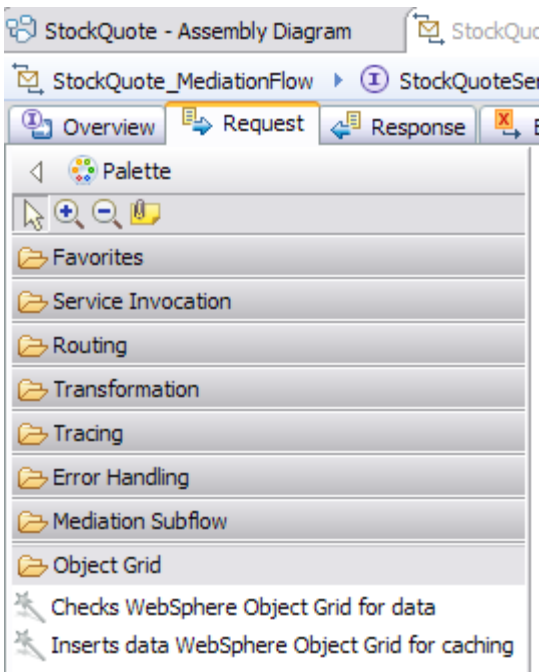 StockQuote - Assembly Diagram StockQuo
StockQuote_MediationFlow StockQuoteSer
Overview Request Response
Palette
Favorites
Service Invocation
Routing
Transformation
Tracing
Error Handling
Mediation Subflow
Object Grid
Checks WebSphere Object Grid for data
Inserts data WebSphere Object Grid for caching